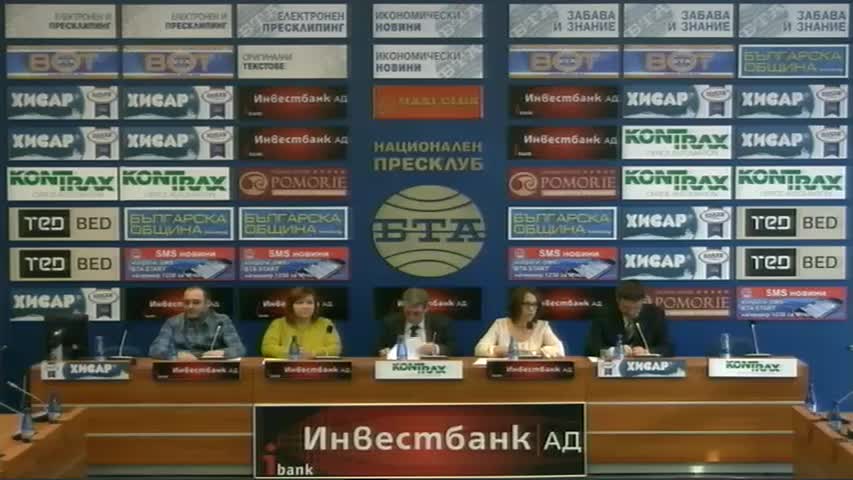 ЕЛЕКТРОНЕН И ПРЕСКЛИПИНГ
ЕЛЕКТРОНЕН И ПРЕСКЛИПИНГ
ЕЛЕКТРОНЕН ПРЕСКЛИПИНГ
ИКОНОМИЧЕСКИ НОВИНИ
ЗАБАВА И ЗНАНИЕ
ЗАБАВА И ЗНАНИЕ
ВОТ
ВОТ
ОРИГИНАЛНИ ТЕКСТОВЕ
ИКОНОМИЧЕСКИ НОВИНИ
ВОТ
ВОТ
БЪЛГАРСКА ОБЩИНА
ХИСАР
ХИСАР
Инвестбанк АД
MAXI CLUB
Инвестбанк АД
ХИСАР
ХИСАР
ХИСАР
ХИСАР
Инвестбанк АД
НАЦИОНАЛЕН
ПРЕСКЛУБ
Инвестбанк АД
KONTRAX
ХИСАР
KONTRAX
KONTRAX
POMORIE
БТА
POMORIE
KONTRAX
KONTRAX
TED BED
БЪЛГАРСКА ОБЩИНА
БЪЛГАРСКА ОБЩИНА
БЪЛГАРСКА ОБЩИНА
ХИСАР
TED BED
TED BED
SMS НОВИНИ
SMS НОВИНИ
SMS НОВИНИ
ХИСАР
TED BED
ХИСАР
Инвестбанк АД
POMORIE
SMS НОВИНИ
ХИСАР
Инвестбанк АД
Инвестбанк АД
KONTRAX
Инвестбанк АД
ХИСАР
KONTRAX
Инвестбанк АД
ibank